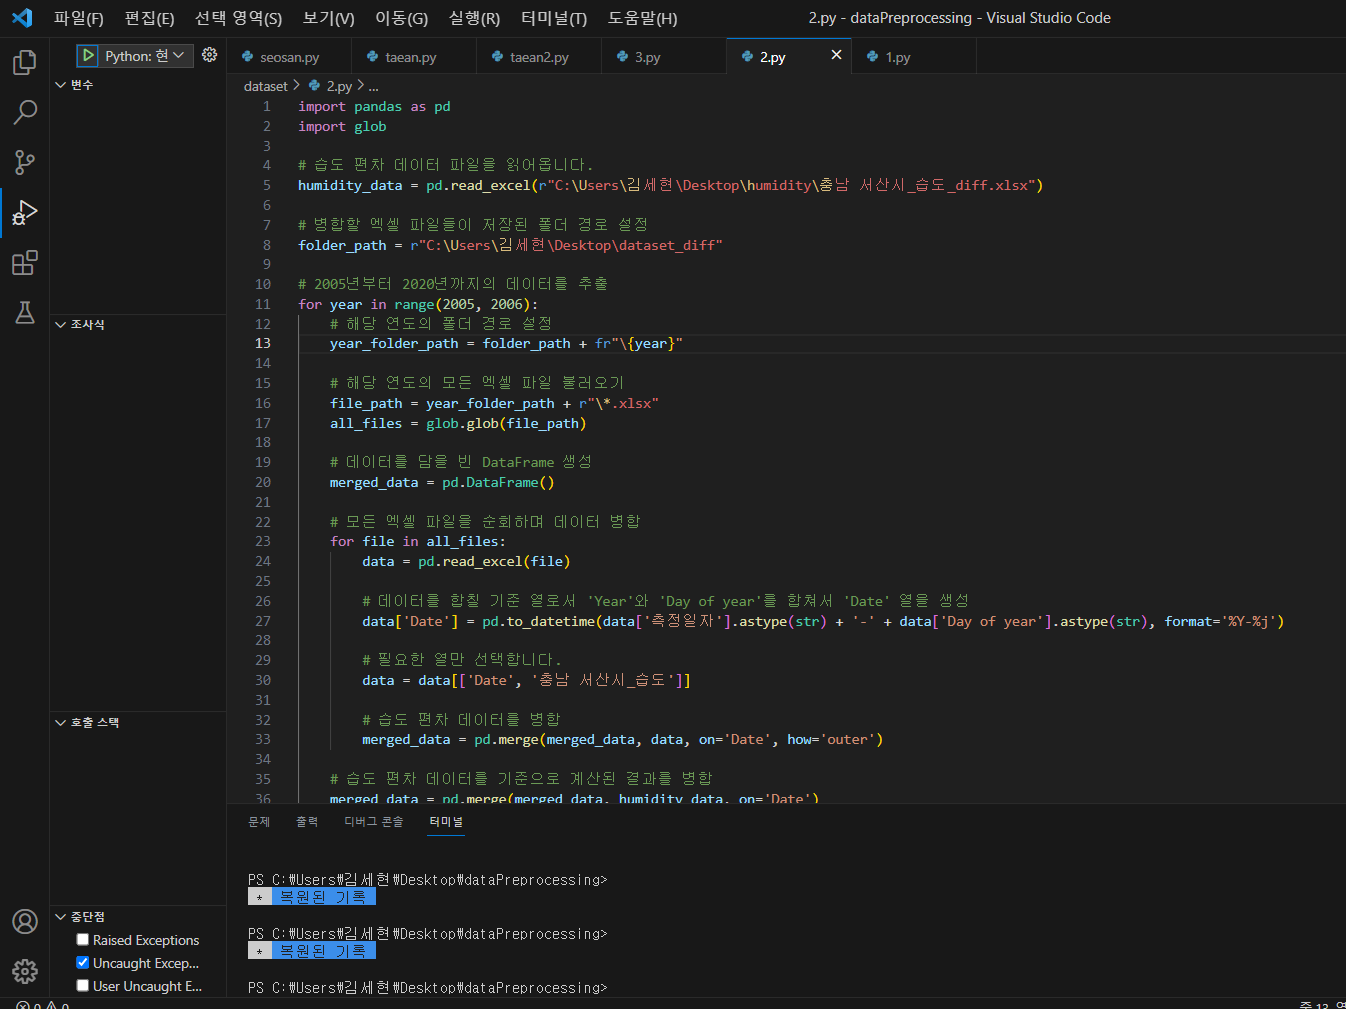 파일(F) 편집(E) 선택 영역(S) 보기(V) 이동(G) 실행(R) 터미널(T) 도움말(H) 2.py - dataPreprocessing - Visual Studio Code
Python: 현
seosan.py taean.py taean2.py 3.py 2.py 1.py
변수
조사식
호출 스택
중단점
Raised Exceptions
Uncaught Excep...
User Uncaught E...
dataset > 2.py > ...
1 import pandas as pd
2 import glob
3
4 # 습도 편차 데이터 파일을 읽어옵니다.
5 humidity_data = pd.read_excel(r"C:\Users\김세현\Desktop\humidity\충남 서산시_습도_diff.xlsx")
6
7 # 병합할 엑셀 파일들이 저장된 폴더 경로 설정
8 folder_path = r"C:\Users\김세현\Desktop\dataset_diff"
9
10 # 2005년부터 2020년까지의 데이터를 추출
11 for year in range(2005, 2006):
12 # 해당 연도의 폴더 경로 설정
13 year_folder_path = folder_path + fr"\{year}"
14
15 # 해당 연도의 모든 엑셀 파일 불러오기
16 file_path = year_folder_path + r"\*.xlsx"
17 all_files = glob.glob(file_path)
18
19 # 데이터를 담을 빈 DataFrame 생성
20 merged_data = pd.DataFrame()
21
22 # 모든 엑셀 파일을 순회하며 데이터 병합
23 for file in all_files:
24 data = pd.read_excel(file)
25
26 # 데이터를 합칠 기준 열로서 'Year'와 'Day of year'를 합쳐서 'Date' 열을 생성
27 data['Date'] = pd.to_datetime(data['측정일자'].astype(str) + '-' + data['Day of year'].astype(str), format='%Y-%j')
28
29 # 필요한 열만 선택합니다.
30 data = data[['Date', '충남 서산시_습도']]
31
32 # 습도 편차 데이터를 병합
33 merged_data = pd.merge(merged_data, data, on='Date', how='outer')
34
35 # 습도 편차 데이터를 기준으로 계산된 결과를 병합
36 merged_data = pd.merge(merged_data, humidity_data, on='Date')
문제 출력 디버그 콘솔 터미널
PS C:\Users\김세현\Desktop\dataPreprocessing>
* 복원된 기록
PS C:\Users\김세현\Desktop\dataPreprocessing>
* 복원된 기록
PS C:\Users\김세현\Desktop\dataPreprocessing>
0 0
줄 13,